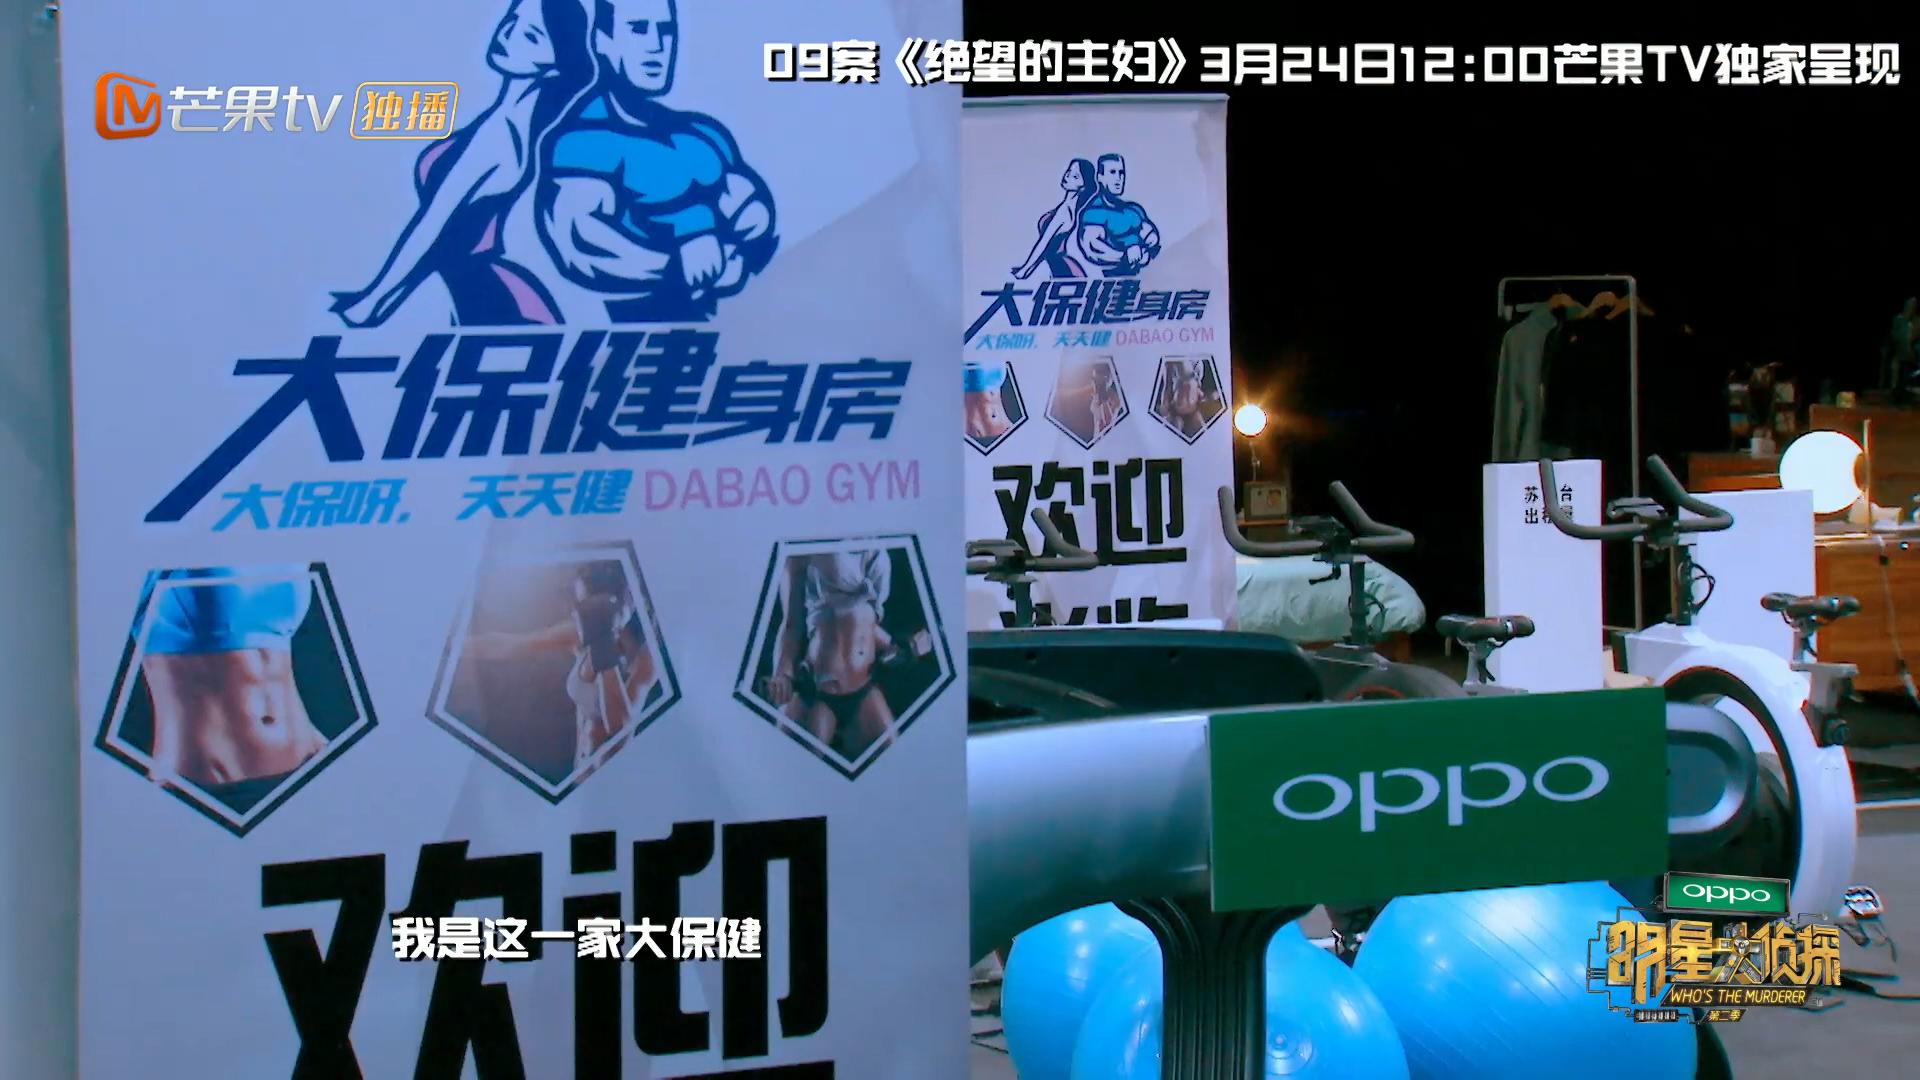 09案《绝望的主妇》3月24日12:00芒果TV独家呈现
芒果tv 独播
大保健身房
大保呀,天天健 DABAO GYM
欢迎
大保健身房
大保呀,天天健 DABAO GYM
欢迎
oppo
我是这一家大保健
oppo
明星大侦探
WHO'S THE MURDERER
第二季